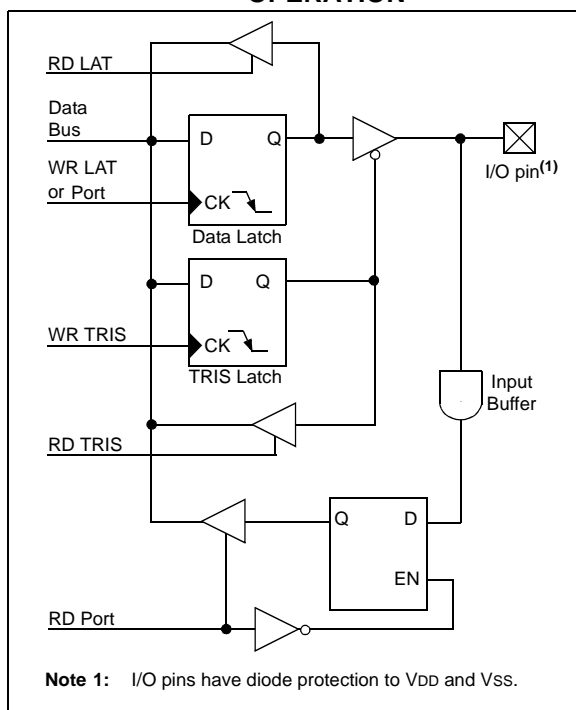 OPERATION
RD LAT
Data
Bus
WR LAT
or Port
D Q
CK
Data Latch
I/O pin(1)
D Q
WR TRIS
CK
TRIS Latch
Input
Buffer
RD TRIS
Q D
EN
RD Port
Note 1: I/O pins have diode protection to VDD and VSS.